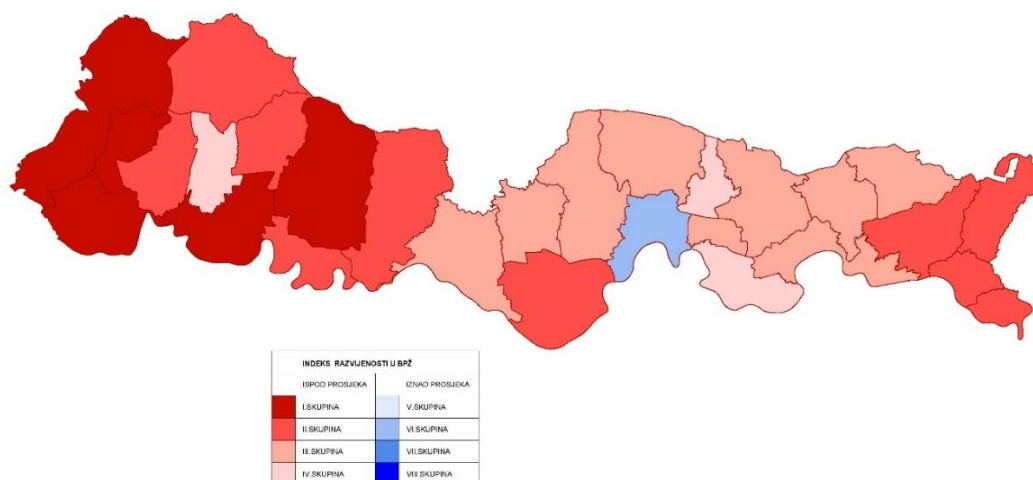 INDEKS RAZVIJENOSTI U BPŽ
ISPOD PROSJEKA IZNAD PROSJEKA
I.SKUPINA V.SKUPINA
II.SKUPINA VI.SKUPINA
III.SKUPINA VII.SKUPINA
IV.SKUPINA VIII.SKUPINA